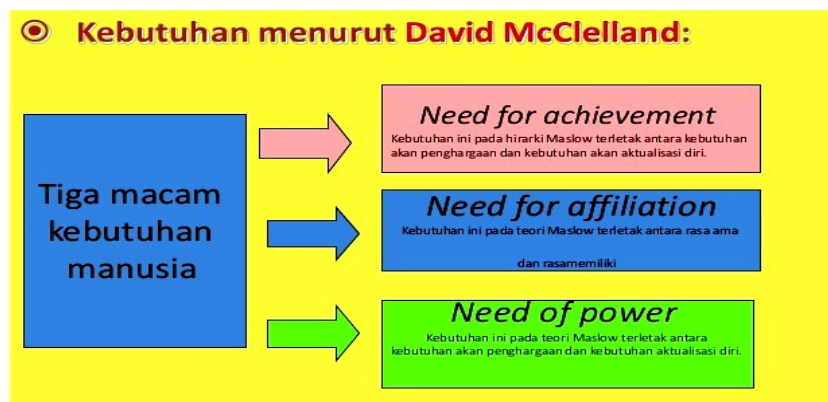 Kebutuhan menurut David McClelland:
Tiga macam
kebutuhan
manusia
Need for achievement
Kebutuhan ini pada hirarki Maslow terletak antara kebutuhan
akan penghargaan dan kebutuhan akan aktualisasi diri.
Need for affiliation
Kebutuhan ini pada teori Maslow terletak antara rasa ama
dan rasamemiliki
Need of power
Kebutuhan ini pada teori Maslow terletak antara
kebutuhan akan penghargaan dan kebutuhan aktualisasi diri.